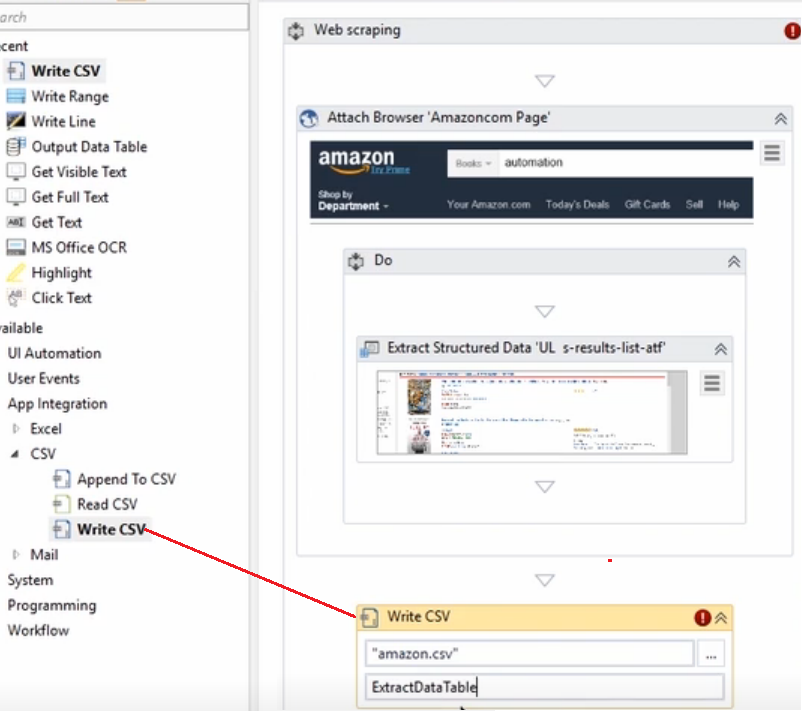 arch
cent
Write CSV
Write Range
Write Line
Output Data Table
Get Visible Text
Get Full Text
Get Text
MS Office OCR
Highlight
Click Text
ailable
UI Automation
User Events
App Integration
Excel
CSV
Append To CSV
Read CSV
Write CSV
Mail
System
Programming
Workflow
Web scraping
Attach Browser 'Amazoncom Page'
amazon
Try Prime
Books
automation
Shop by
Department
Your Amazon.com Today's Deals Gift Cards Sell Help
Do
Extract Structured Data 'UL s-results-list-atf'
Write CSV
"amazon.csv"
...
ExtractDataTable